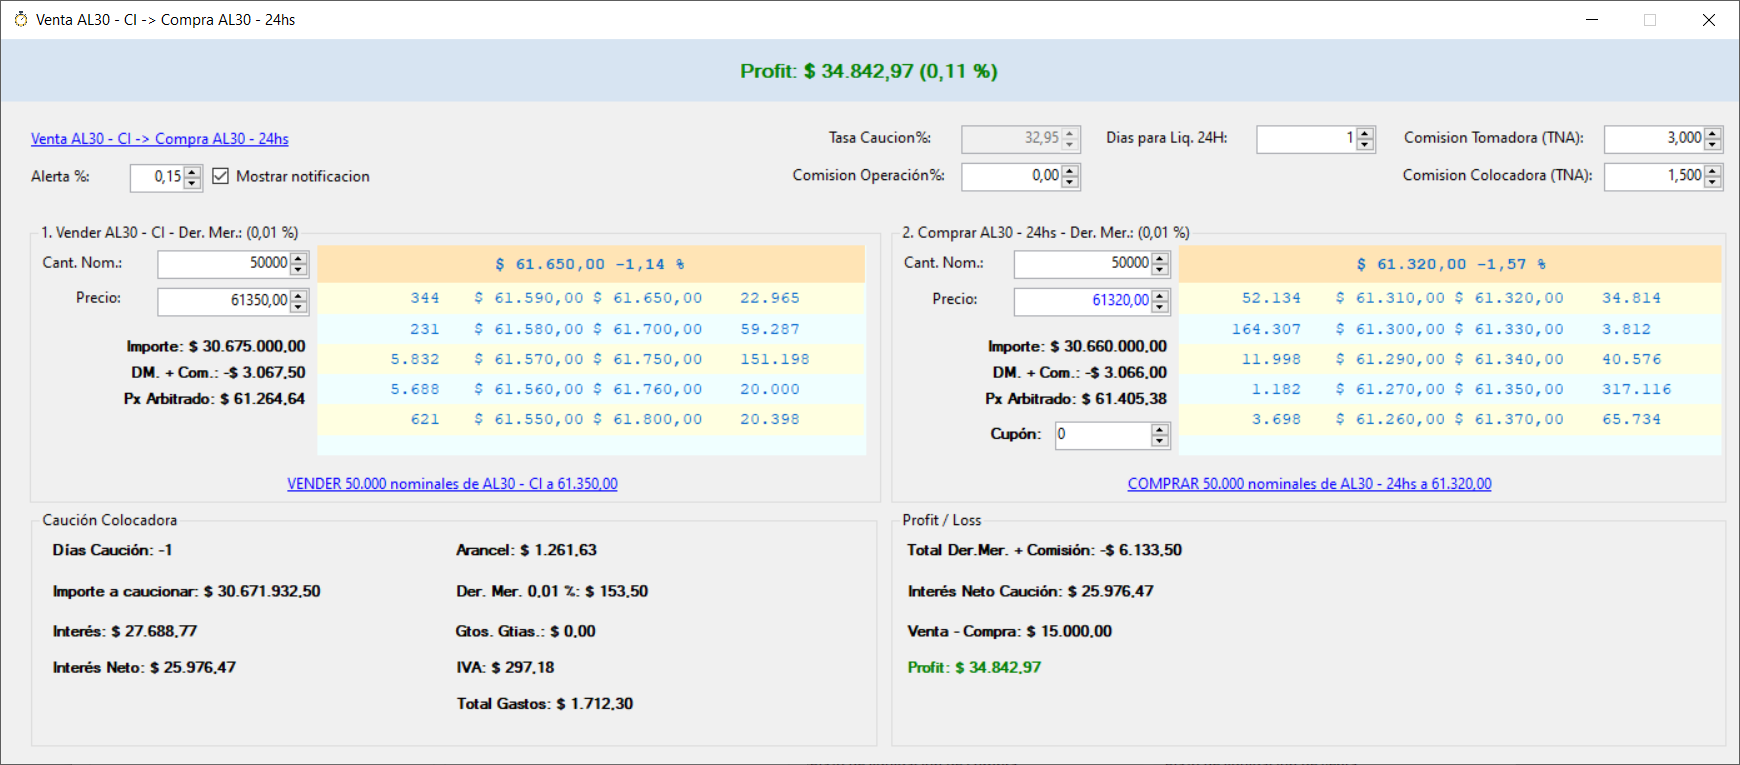 Venta AL30 - CI -> Compra AL30 - 24hs
Profit: $ 34.842,97 (0,11 %)
Venta AL30 - CI -> Compra AL30 - 24hs
Tasa Caucion%: 32,95 Dias para Liq. 24H: 1 Comision Tomadora (TNA): 3,000
Alerta %: 0,15 Mostrar notificacion Comision Operación%: 0,00 Comision Colocadora (TNA): 1,500
1. Vender AL30 - CI - Der. Mer.: (0,01 %)
Cant. Nom.: 50000
Precio: 61350,00
Importe: $ 30.675.000,00
DM. + Com.: -$ 3.067,50
Px Arbitrado: $ 61.264,64
$ 61.650,00 -1,14 %
344 $ 61.590,00 $ 61.650,00 22.965
231 $ 61.580,00 $ 61.700,00 59.287
5.832 $ 61.570,00 $ 61.750,00 151.198
5.688 $ 61.560,00 $ 61.760,00 20.000
621 $ 61.550,00 $ 61.800,00 20.398
VENDER 50.000 nominales de AL30 - CI a 61.350,00
2. Comprar AL30 - 24hs - Der. Mer.: (0,01 %)
Cant. Nom.: 50000
Precio: 61320,00
Importe: $ 30.660.000,00
DM. + Com.: -$ 3.066,00
Px Arbitrado: $ 61.405,38
Cupón: 0
$ 61.320,00 -1,57 %
52.134 $ 61.310,00 $ 61.320,00 34.814
164.307 $ 61.300,00 $ 61.330,00 3.812
11.998 $ 61.290,00 $ 61.340,00 40.576
1.182 $ 61.270,00 $ 61.350,00 317.116
3.698 $ 61.260,00 $ 61.370,00 65.734
COMPRAR 50.000 nominales de AL30 - 24hs a 61.320,00
Caución Colocadora
Días Caución: -1
Importe a caucionar: $ 30.671.932,50
Interés: $ 27.688,77
Interés Neto: $ 25.976,47
Arancel: $ 1.261,63
Der. Mer. 0,01 %: $ 153,50
Gtos. Gtias.: $ 0,00
IVA: $ 297,18
Total Gastos: $ 1.712,30
Profit / Loss
Total Der.Mer. + Comisión: -$ 6.133,50
Interés Neto Caución: $ 25.976,47
Venta - Compra: $ 15.000,00
Profit: $ 34.842,97